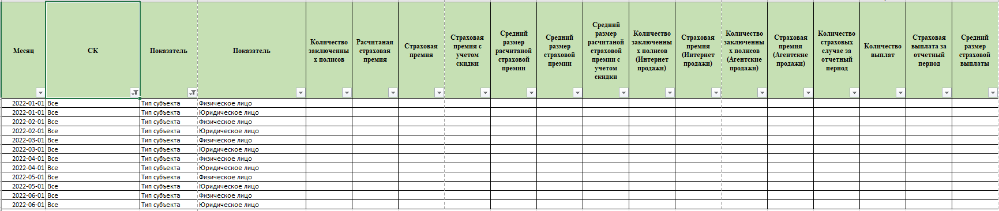 Месяц
СК
Показатель
Показатель
Количество
заключенны
х полисов
Расчитаная
страховая
премия
Страховая
премия
Страховая
премия с
учетом
скидки
Средний
размер
расчитаной
страховой
премии
Средний
размер
страховой
премии
Средний
размер
расчитаной
страховой
премии с
учетом
скидки
Количество
заключенны
х полисов
(Интернет
продажи)
Страховая
премия
(Интернет
продажи)
Количество
заключенны
х полисов
(Агентские
продажи)
Страховая
премия
(Агентские
продажи)
Количество
страховых
случае за
отчетный
период
Количество
выплат
Страховая
выплата за
отчетный
период
Средний
размер
страховой
выплаты
2022-01-01 Все Тип субъекта Физическое лицо
2022-01-01 Все Тип субъекта Юридическое лицо
2022-02-01 Все Тип субъекта Физическое лицо
2022-02-01 Все Тип субъекта Юридическое лицо
2022-03-01 Все Тип субъекта Физическое лицо
2022-03-01 Все Тип субъекта Юридическое лицо
2022-04-01 Все Тип субъекта Физическое лицо
2022-04-01 Все Тип субъекта Юридическое лицо
2022-05-01 Все Тип субъекта Физическое лицо
2022-05-01 Все Тип субъекта Юридическое лицо
2022-06-01 Все Тип субъекта Физическое лицо
2022-06-01 Все Тип субъекта Юридическое лицо